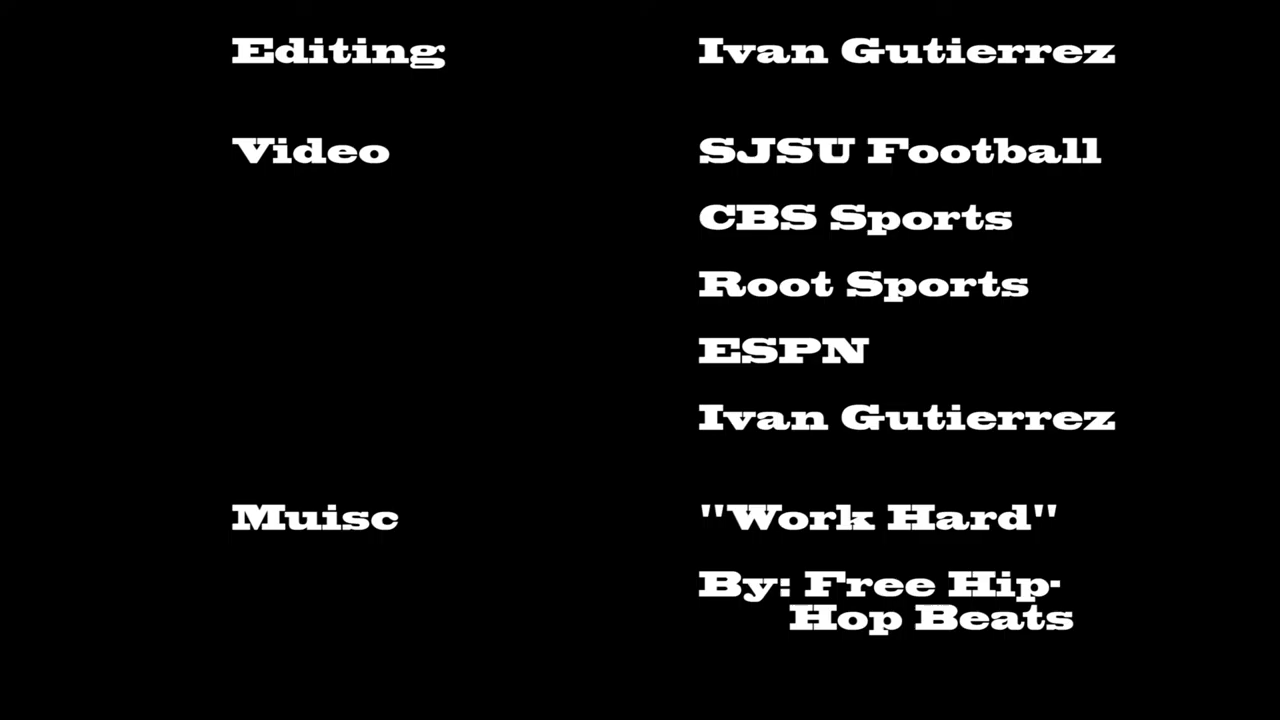 Editing Ivan Gutierrez
Video SJSU Football
CBS Sports
Root Sports
ESPN
Ivan Gutierrez
Muisc "Work Hard"
By: Free Hip-
Hop Beats